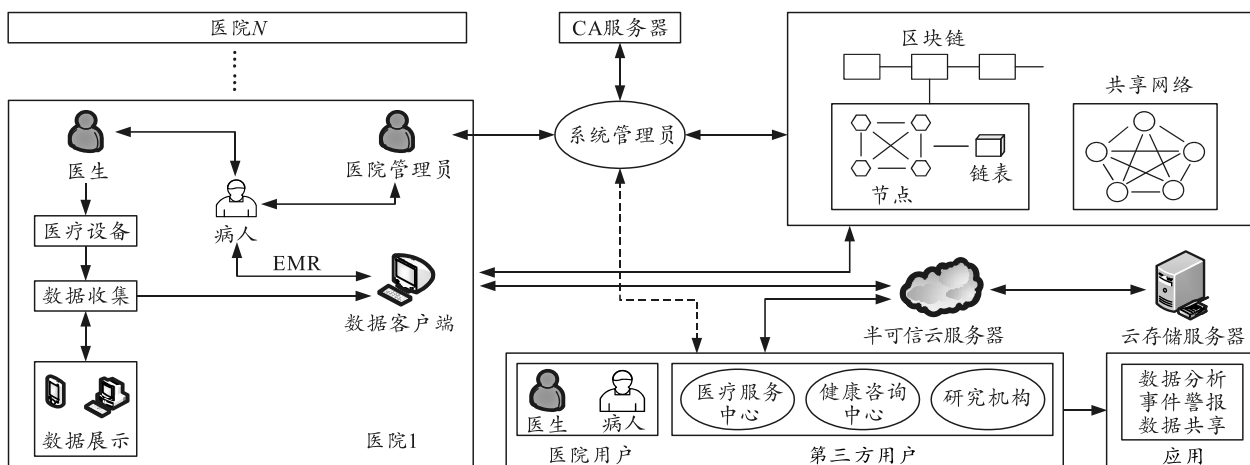 医院N
CA服务器
区块链
共享网络
节点
链表
系统管理员
医生
医院管理员
病人
医疗设备
EMR
数据收集
数据客户端
数据展示
医院1
半可信云服务器
云存储服务器
医生
病人
医院用户
医疗服务
中心
健康咨询
中心
研究机构
第三方用户
数据分析
事件警报
数据共享
应用